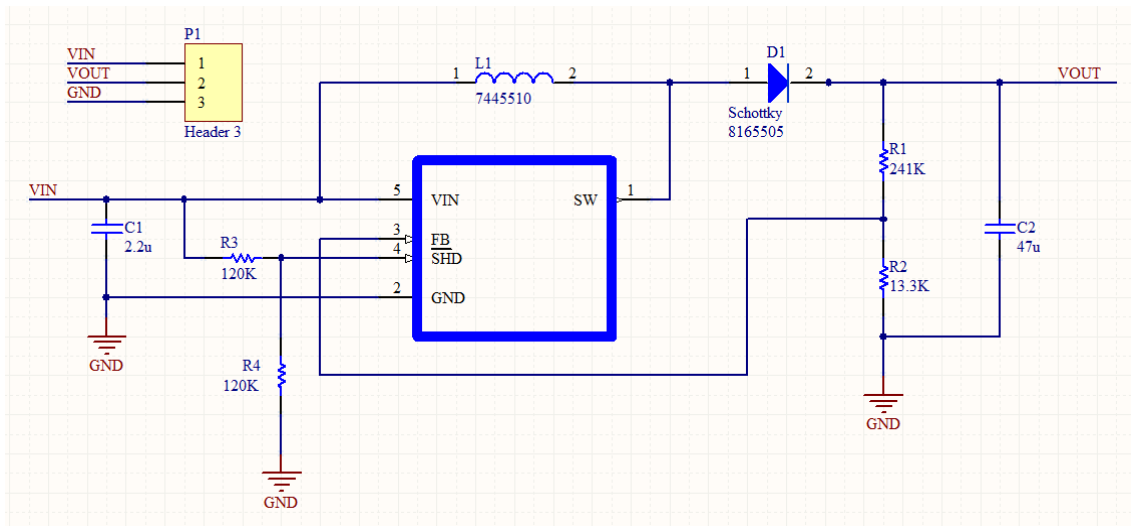 P1
VIN
VOUT
GND
1
2
3
Header 3
1
L1
2
7445510
1
D1
2
Schottky
8165505
VOUT
R1
241K
VIN
C1
2.2u
R3
120K
5
3
4
2
VIN
FB
SHD
GND
SW
1
R2
13.3K
C2
47u
GND
R4
120K
GND
GND